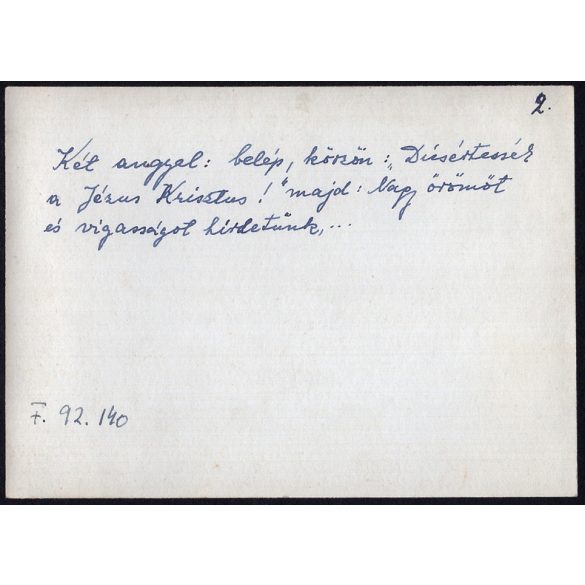 2.
Két angyal: belép, köszön: „Dicsértessék
a Jézus Krisztus!" majd: Nagy örömöt
és vigasságot hirdetünk,...
F. 92.140